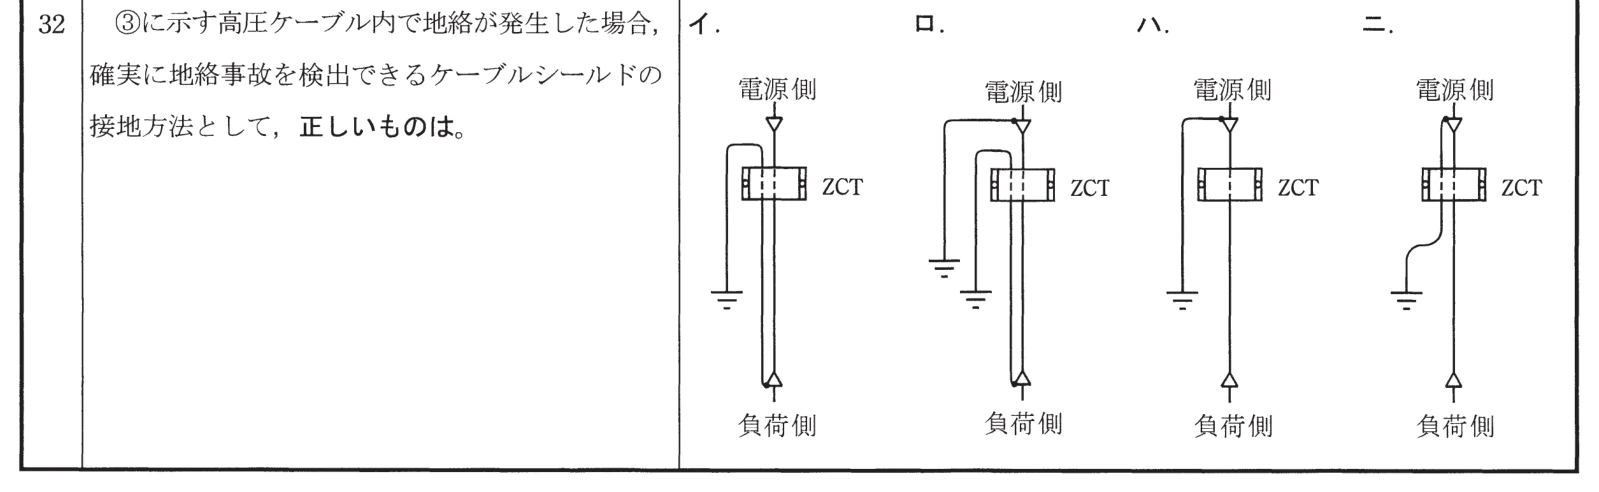 32
③に示す高圧ケーブル内で地絡が発生した場合，
確実に地絡事故を検出できるケーブルシールドの
接地方法として，正しいものは。
イ．
ロ．
ハ．
ニ．
電源側
ZCT
負荷側
電源側
ZCT
負荷側
電源側
ZCT
負荷側
電源側
ZCT
負荷側